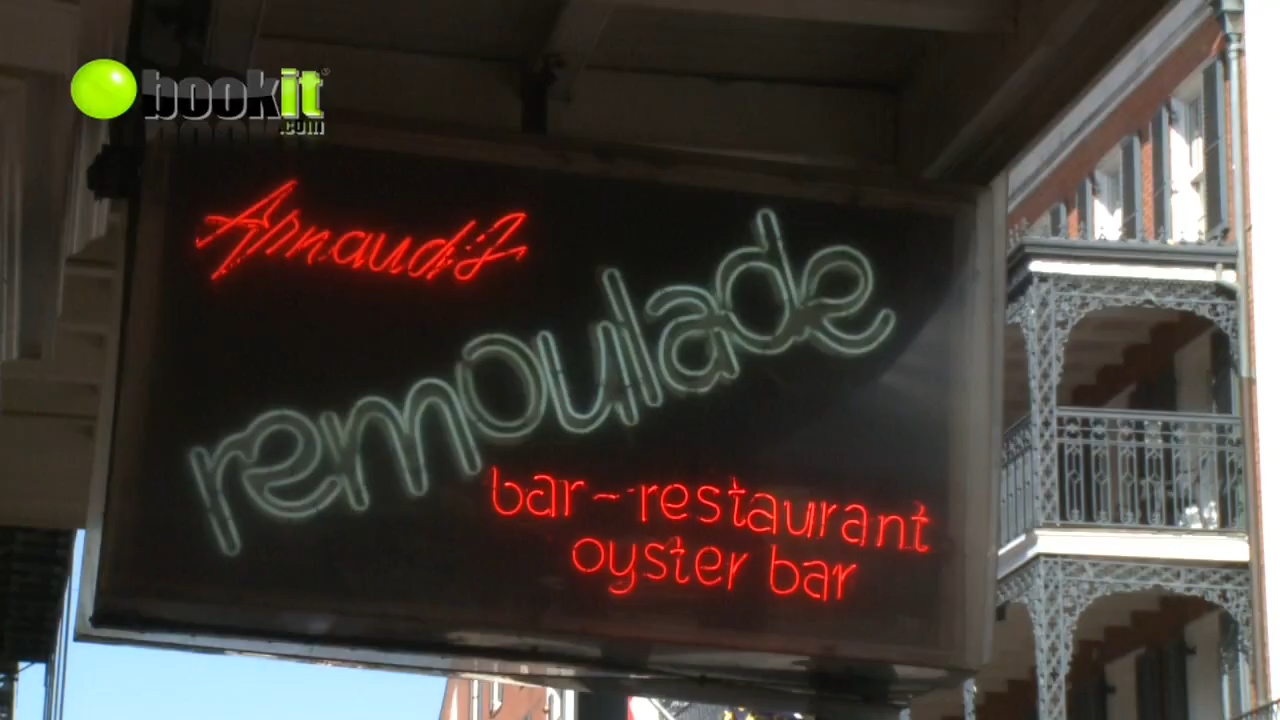 bookit®
.com
Arnaud's
remoulade
bar-restaurant
oyster bar